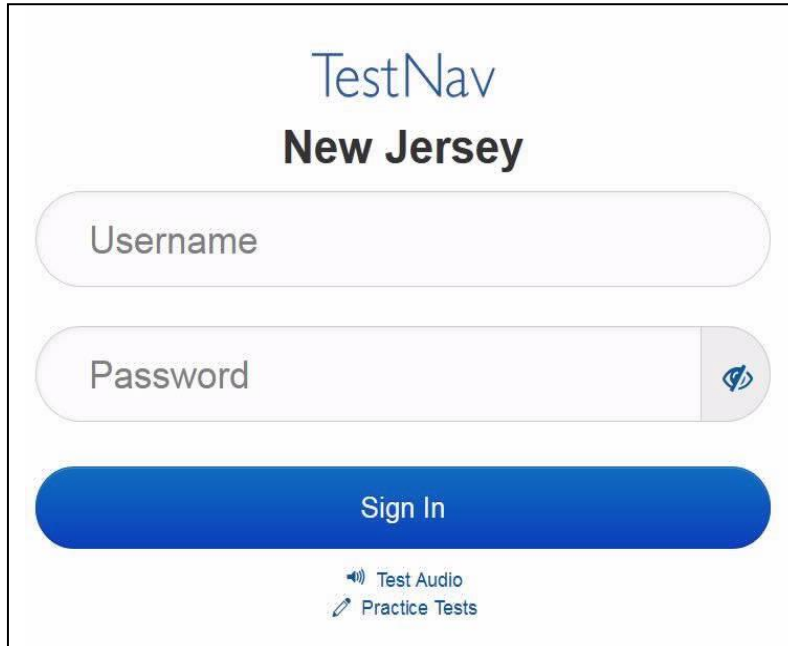 TestNav
New Jersey
Username
Password
Sign In
Test Audio
Practice Tests